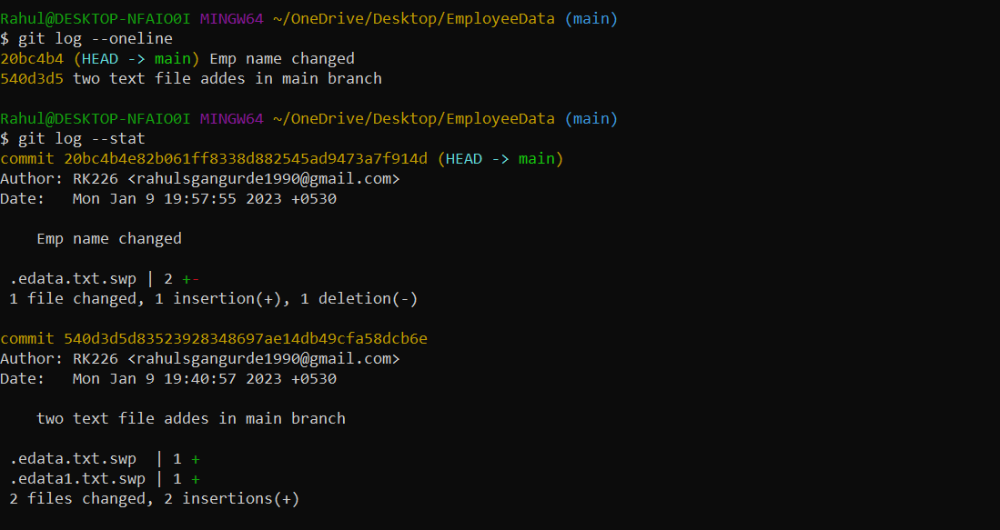 Rahul@DESKTOP-NFAIO0I MINGW64 ~/OneDrive/Desktop/EmployeeData (main)
$ git log --oneline
20bc4b4 (HEAD -> main) Emp name changed
540d3d5 two text file addes in main branch
Rahul@DESKTOP-NFAIO0I MINGW64 ~/OneDrive/Desktop/EmployeeData (main)
$ git log --stat
commit 20bc4b4e82b061ff8338d882545ad9473a7f914d (HEAD -> main)
Author: RK226 <rahulsgangurde1990@gmail.com>
Date:   Mon Jan 9 19:57:55 2023 +0530
    Emp name changed
 .edata.txt.swp | 2 +-
 1 file changed, 1 insertion(+), 1 deletion(-)
commit 540d3d5d83523928348697ae14db49cfa58dcb6e
Author: RK226 <rahulsgangurde1990@gmail.com>
Date:   Mon Jan 9 19:40:57 2023 +0530
    two text file addes in main branch
 .edata.txt.swp  | 1 +
 .edata1.txt.swp | 1 +
 2 files changed, 2 insertions(+)